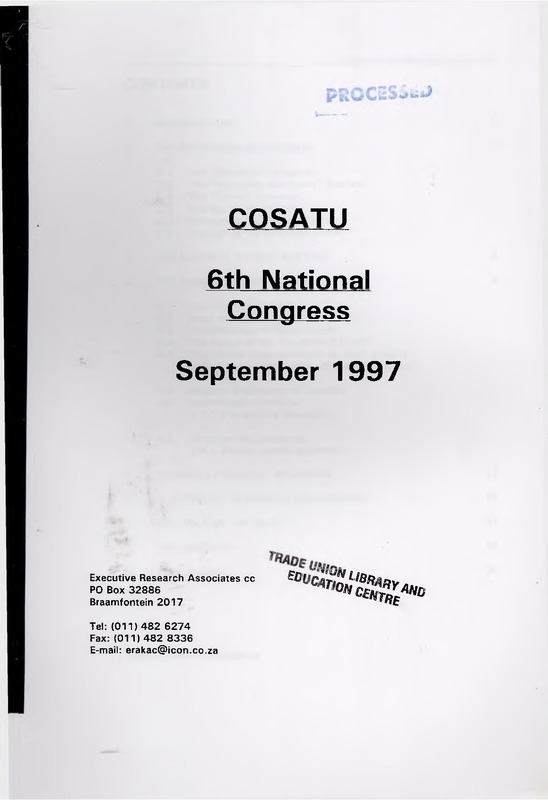 PROCESSED
COSATU
6th National
Congress
September 1997
TRADE UNION LIBRARY AND
EDUCATION CENTRE
Executive Research Associates cc
PO Box 32886
Braamfontein 2017
Tel: (011) 482 6274
Fax: (011) 482 8336
E-mail: erakac@icon.co.za